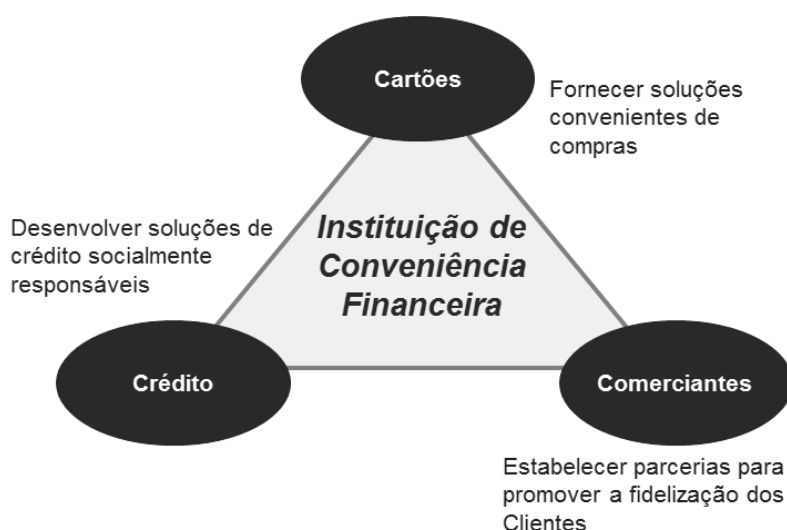 Cartões
Fornecer soluções
convenientes de
compras
Desenvolver soluções de
crédito socialmente
responsáveis
Instituição de
Conveniência
Financeira
Crédito
Comerciantes
Estabelecer parcerias para
promover a fidelização dos
Clientes